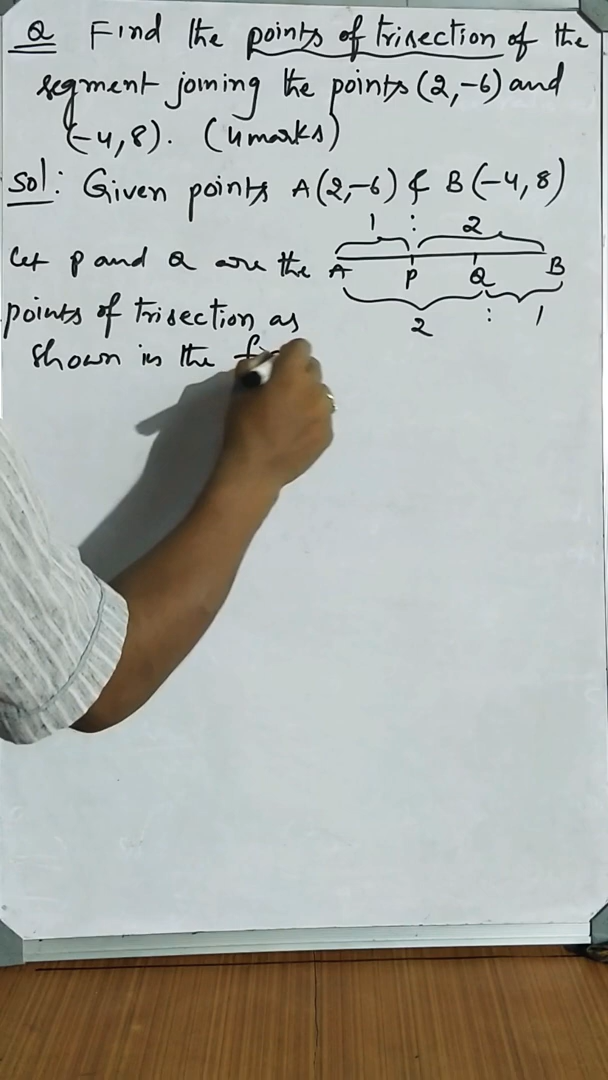 Q Find the points of trisection of the
segment joining the points (2,-6) and
(-4,8). (4marks)
Sol: Given points A(2,-6) & B(-4,8)
1 : 2
Let P and Q are the
A P Q B
points of trisection as
2 : 1
shown in the